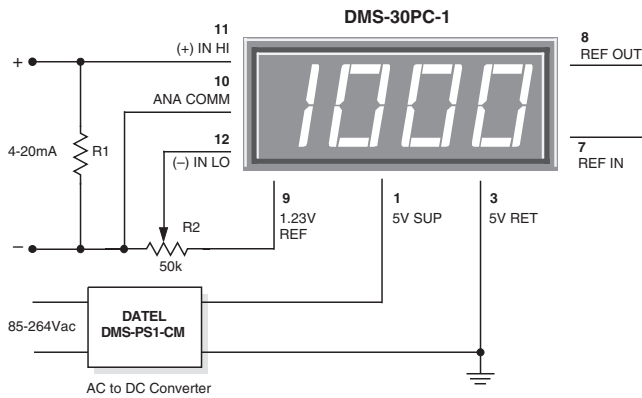 DMS-30PC-1
11
(+) IN HI
8
REF OUT
+
10
ANA COMM
1000
12
(–) IN LO
4-20mA
R1
7
REF IN
9
1.23V
REF
1
5V SUP
3
5V RET
R2
–
50k
85-264Vac
DATEL
DMS-PS1-CM
AC to DC Converter